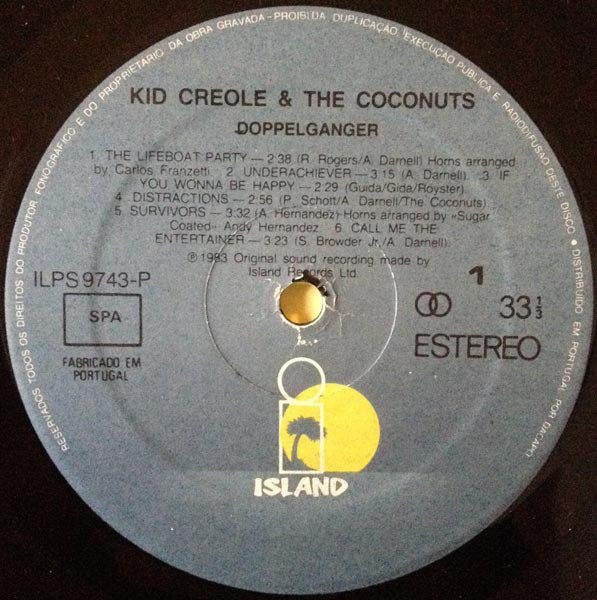 RESERVADOS TODOS OS DIREITOS DO PRODUTOR FONOGRÁFICO E DO PROPRIETÁRIO DA OBRA GRAVADA - PROIBIDA DUPLICAÇÃO, EXECUÇÃO PUBLICA E RADIODIFUSÃO DESTE DISCO • DISTRIBUIDO EM PORTUGAL POR DACAPO
KID CREOLE & THE COCONUTS
DOPPELGANGER
1. THE LIFEBOAT PARTY — 2:38 (R. Rogers/A. Darnell) Horns arranged
by Carlos Franzetti 2. UNDERACHIEVER — 3:15 (A. Darnell). 3. IF
YOU WONNA BE HAPPY — 2:29 (Guida/Gida/Royster).
4. DISTRACTIONS — 2:56 (P. Schott/A. Darnell/The Coconuts).
5. SURVIVORS — 3:32 (A. Hernandez) Horns arranged by «Sugar
Coated» Andy Hernandez 6. CALL ME THE
ENTERTAINER — 3:23 (S. Browder Jr./A. Darnell).
℗ 1983 Original sound recording made by
Island Records Ltd.
ILPS 9743-P
SPA
FABRICADO EM
PORTUGAL
1
33 1/3
ESTEREO
ISLAND